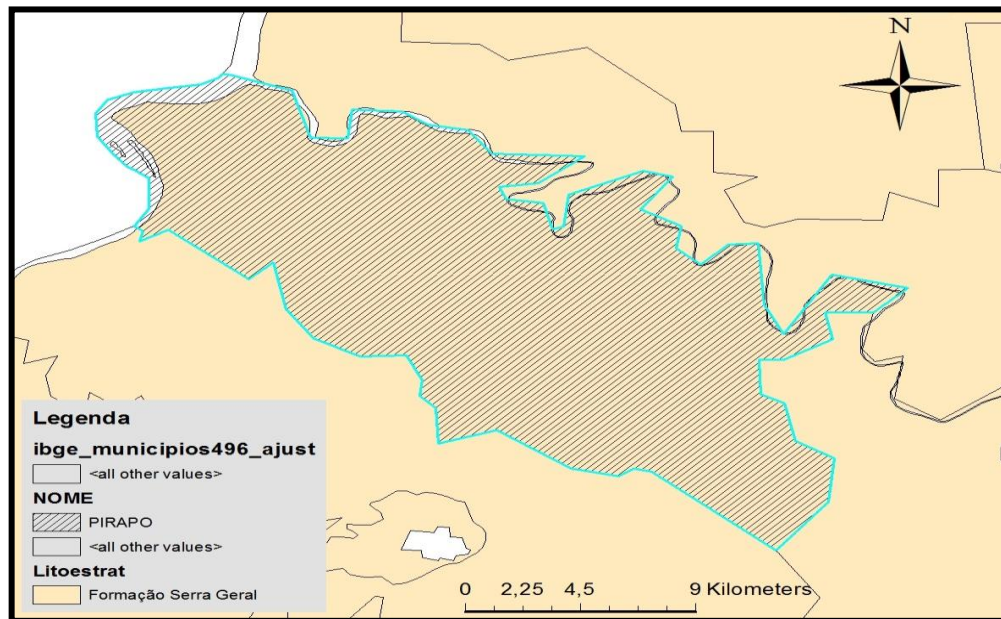 N
Legenda
ibge_municipios496_ajust
<all other values>
NOME
PIRAPO
<all other values>
Litoestrat
Formação Serra Geral
0 2,25 4,5 9 Kilometers